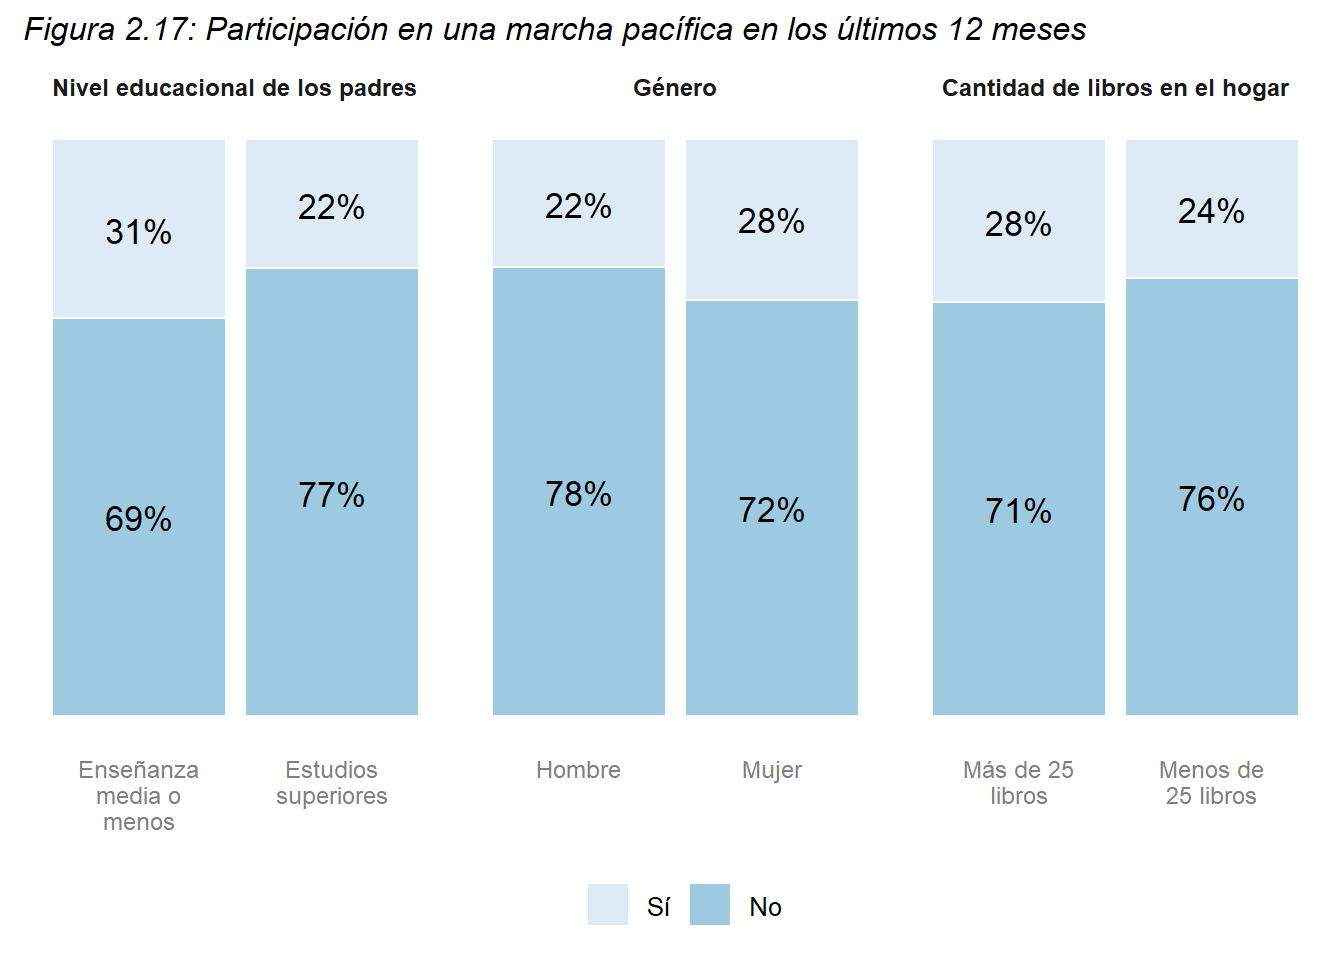 Figura 2.17: Participación en una marcha pacífica en los últimos 12 meses
Nivel educacional de los padres
Género
Cantidad de libros en el hogar
31%
22%
22%
28%
28%
24%
69%
77%
78%
72%
71%
76%
Enseñanza
media o
menos
Estudios
superiores
Hombre
Mujer
Más de 25
libros
Menos de
25 libros
Sí
No